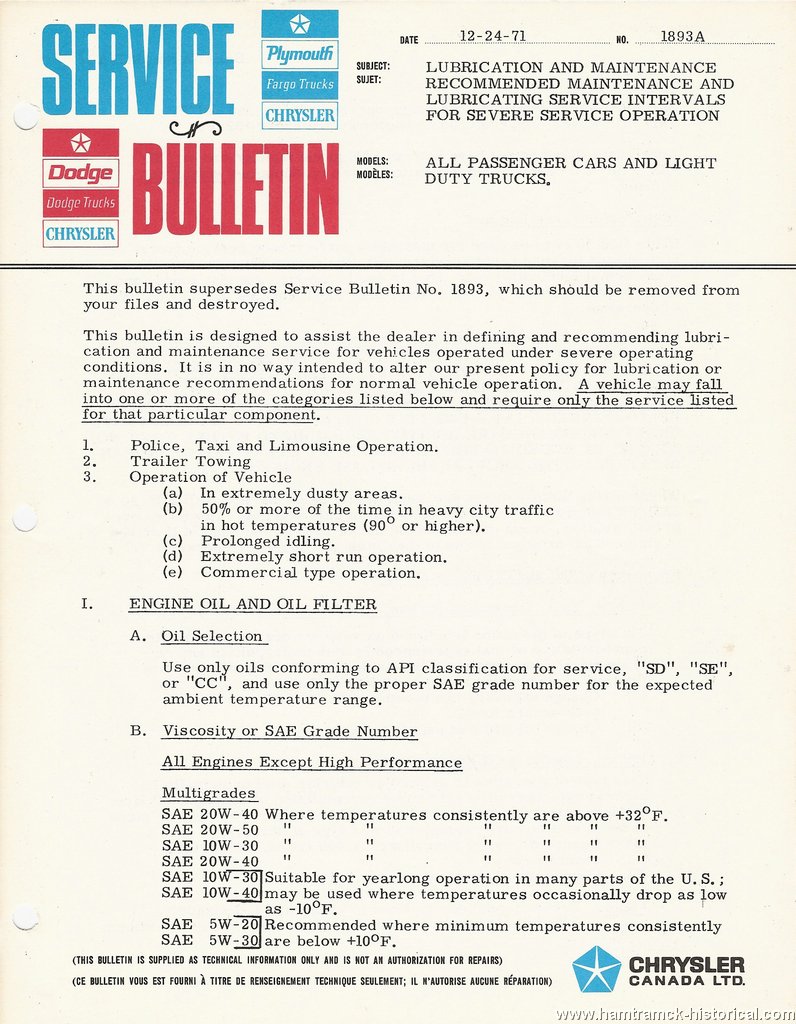 SERVICE
BULLETIN
Plymouth
Fargo Trucks
CHRYSLER
Dodge
Dodge Trucks
CHRYSLER
DATE 12-24-71 NO. 1893A
SUBJECT: LUBRICATION AND MAINTENANCE
SUJET: RECOMMENDED MAINTENANCE AND
LUBRICATING SERVICE INTERVALS
FOR SEVERE SERVICE OPERATION
MODELS: ALL PASSENGER CARS AND LIGHT
MODÈLES: DUTY TRUCKS.
This bulletin supersedes Service Bulletin No. 1893, which should be removed from
your files and destroyed.
This bulletin is designed to assist the dealer in defining and recommending lubri-
cation and maintenance service for vehicles operated under severe operating
conditions. It is in no way intended to alter our present policy for lubrication or
maintenance recommendations for normal vehicle operation. A vehicle may fall
into one or more of the categories listed below and require only the service listed
for that particular component.
1. Police, Taxi and Limousine Operation.
2. Trailer Towing
3. Operation of Vehicle
(a) In extremely dusty areas.
(b) 50% or more of the time in heavy city traffic
in hot temperatures (90° or higher).
(c) Prolonged idling.
(d) Extremely short run operation.
(e) Commercial type operation.
I. ENGINE OIL AND OIL FILTER
A. Oil Selection
Use only oils conforming to API classification for service, "SD", "SE",
or "CC", and use only the proper SAE grade number for the expected
ambient temperature range.
B. Viscosity or SAE Grade Number
All Engines Except High Performance
Multigrades
SAE 20W-40 Where temperatures consistently are above +32°F.
SAE 20W-50 " " " " " "
SAE 10W-30 " " " " " "
SAE 20W-40 " " " " " "
SAE 10W-30 Suitable for yearlong operation in many parts of the U.S.;
SAE 10W-40 may be used where temperatures occasionally drop as low
as -10°F.
SAE 5W-20 Recommended where minimum temperatures consistently
SAE 5W-30 are below +10°F.
(THIS BULLETIN IS SUPPLIED AS TECHNICAL INFORMATION ONLY AND IS NOT AN AUTHORIZATION FOR REPAIRS)
(CE BULLETIN VOUS EST FOURNI À TITRE DE RENSEIGNEMENT TECHNIQUE SEULEMENT; IL N'AUTORISE AUCUNE RÉPARATION)
CHRYSLER
CANADA LTD.
www.hamtramck-historical.com